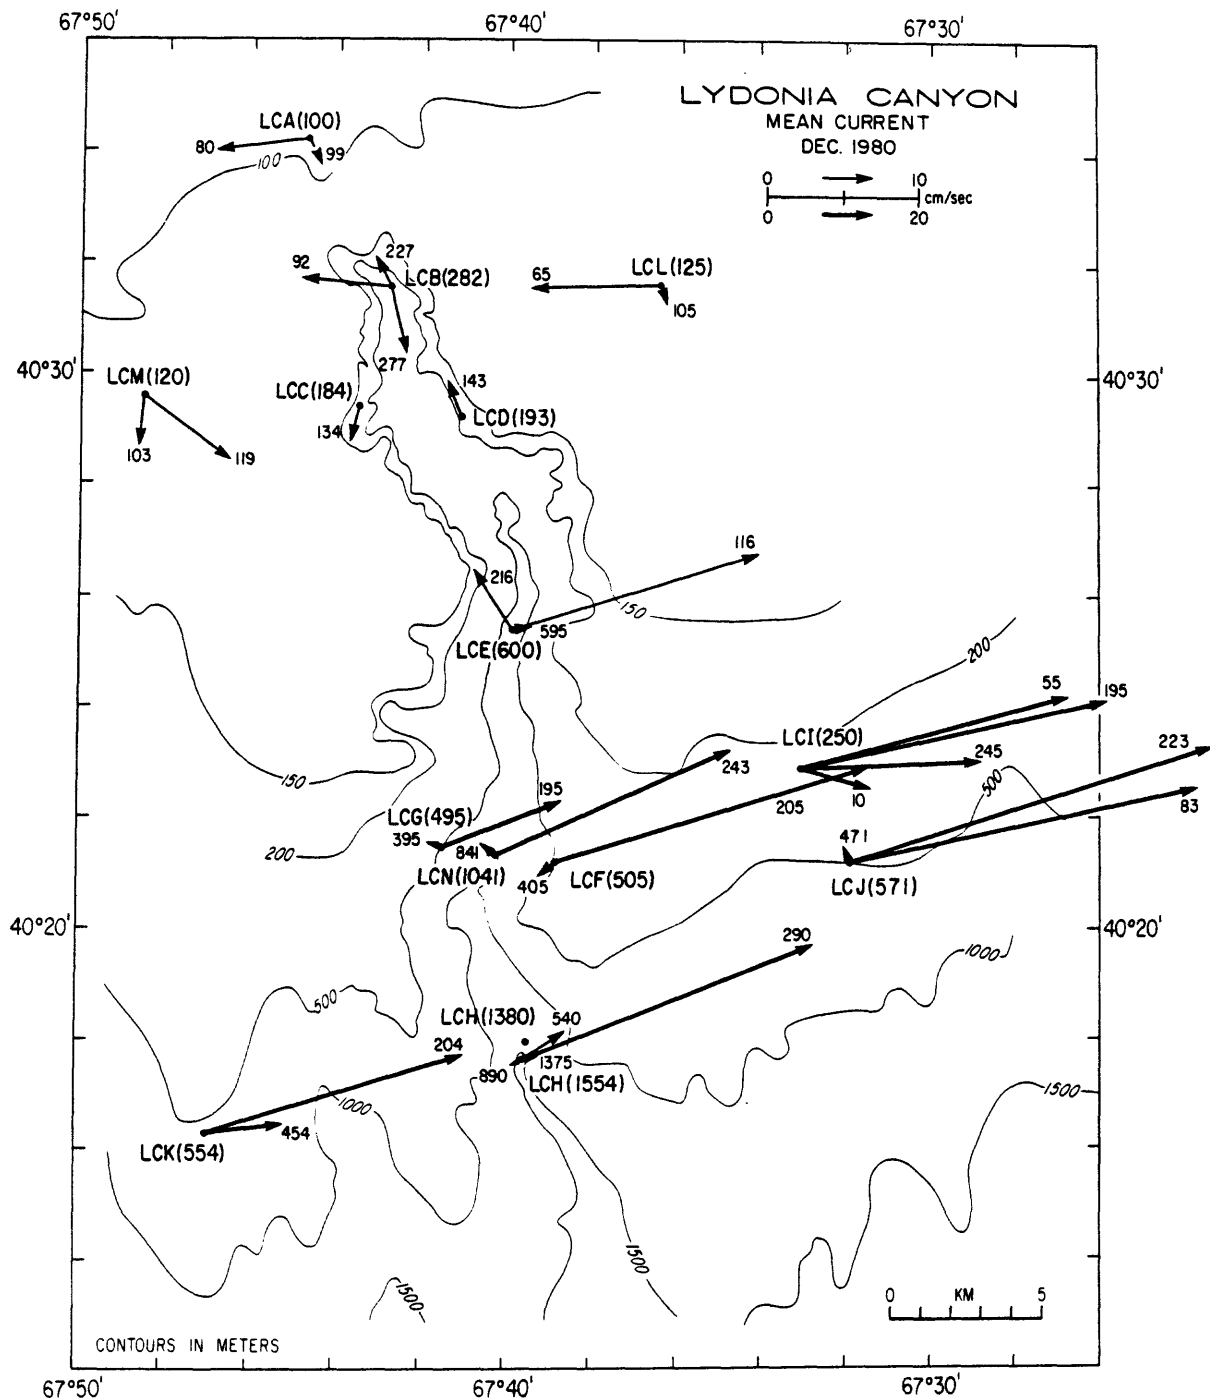 67°50' 67°40' 67°30'
LYDONIA CANYON
MEAN CURRENT
DEC. 1980
0 10
cm/sec
0 20
LCA(100)
80
99
100
92
227
LCB(282)
277
65
LCL(125)
105
40°30'
40°30'
LCM(120)
103
119
LCC(184)
134
143
LCD(193)
116
216
595
LCE(600)
150
200
55
195
LCI(250)
245
10
205
223
83
500
150
243
195
LCG(495)
395
841
LCN(1041)
200
405
LCF(505)
471
LCJ(571)
40°20'
40°20'
290
1000
500
LCH(1380)
540
204
890
1375
LCH(1554)
1000
1500
454
LCK(554)
1500
1500
0 KM 5
CONTOURS IN METERS
67°50' 67°40' 67°30'